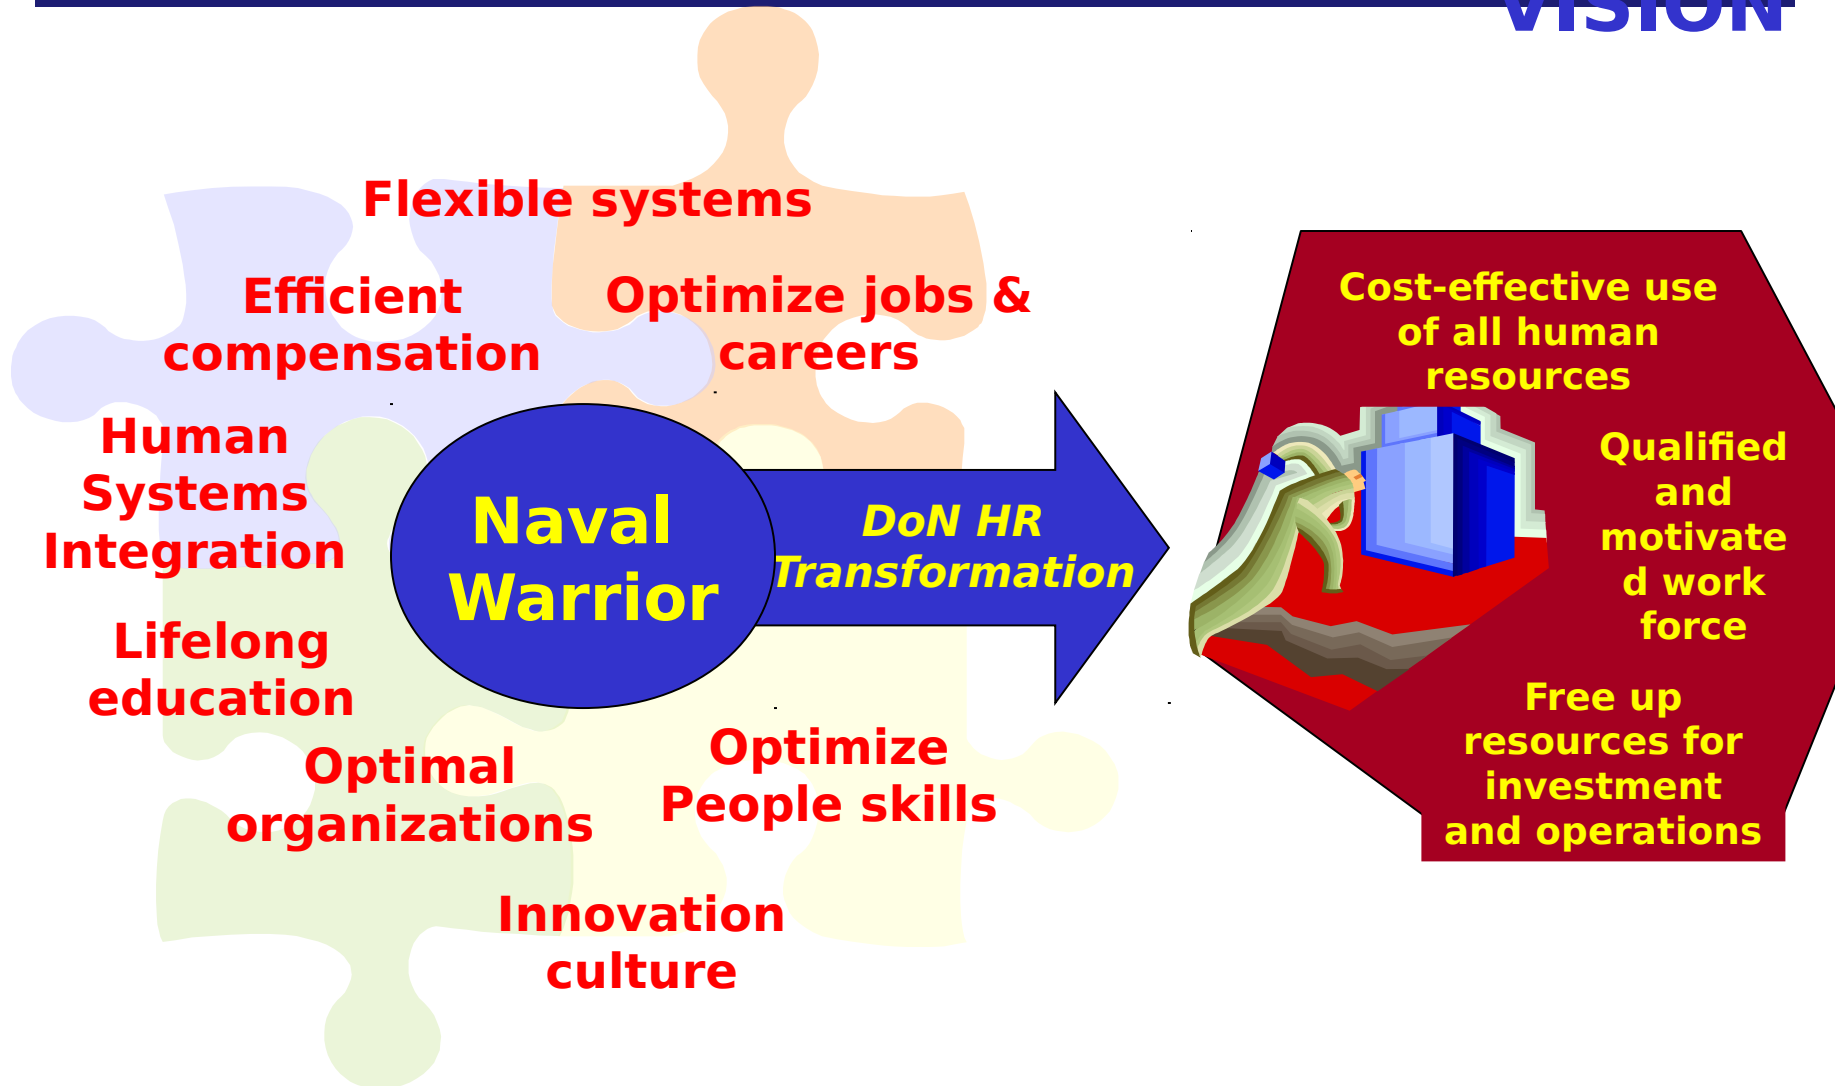 VISION
Flexible systems
Efficient
compensation
Optimize jobs &
careers
Human
Systems
Integration
Lifelong
education
Optimal
organizations
Optimize
People skills
Innovation
culture
Naval
Warrior
DoN HR
Transformation
Cost-effective use
of all human
resources
Qualified
and
motivate
d work
force
Free up
resources for
investment
and operations